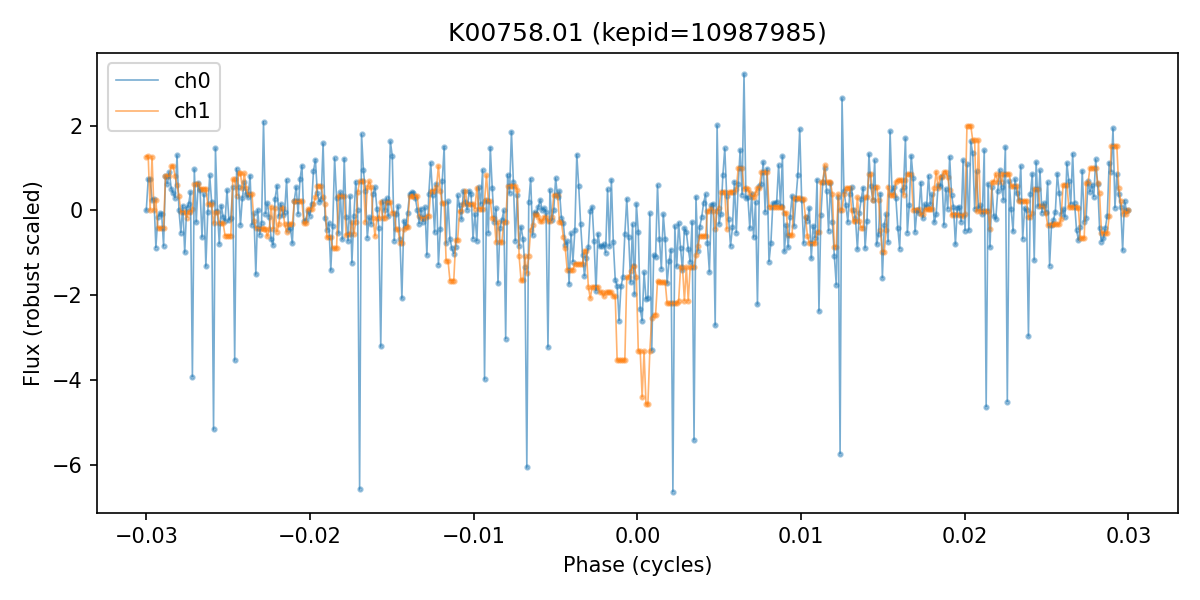 K00758.01 (kepid=10987985)
ch0
ch1
Flux (robust scaled)
2
0
−2
−4
−6
−0.03
−0.02
−0.01
0.00
0.01
0.02
0.03
Phase (cycles)